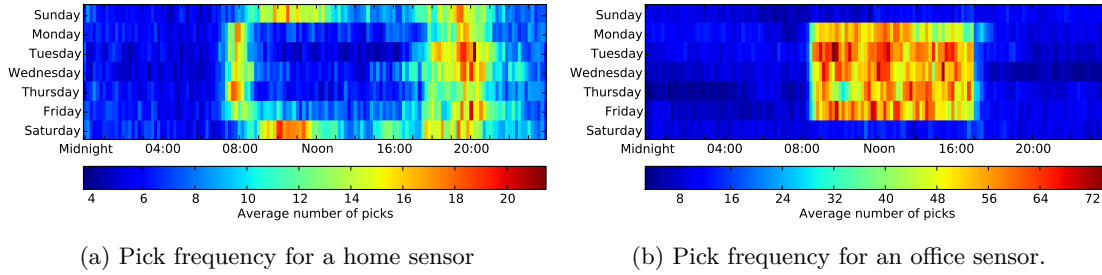 Sunday
Monday
Tuesday
Wednesday
Thursday
Friday
Saturday
Midnight 04:00 08:00 Noon 16:00 20:00
4 6 8 10 12 14 16 18 20
Average number of picks
(a) Pick frequency for a home sensor
Sunday
Monday
Tuesday
Wednesday
Thursday
Friday
Saturday
Midnight 04:00 08:00 Noon 16:00 20:00
8 16 24 32 40 48 56 64 72
Average number of picks
(b) Pick frequency for an office sensor.